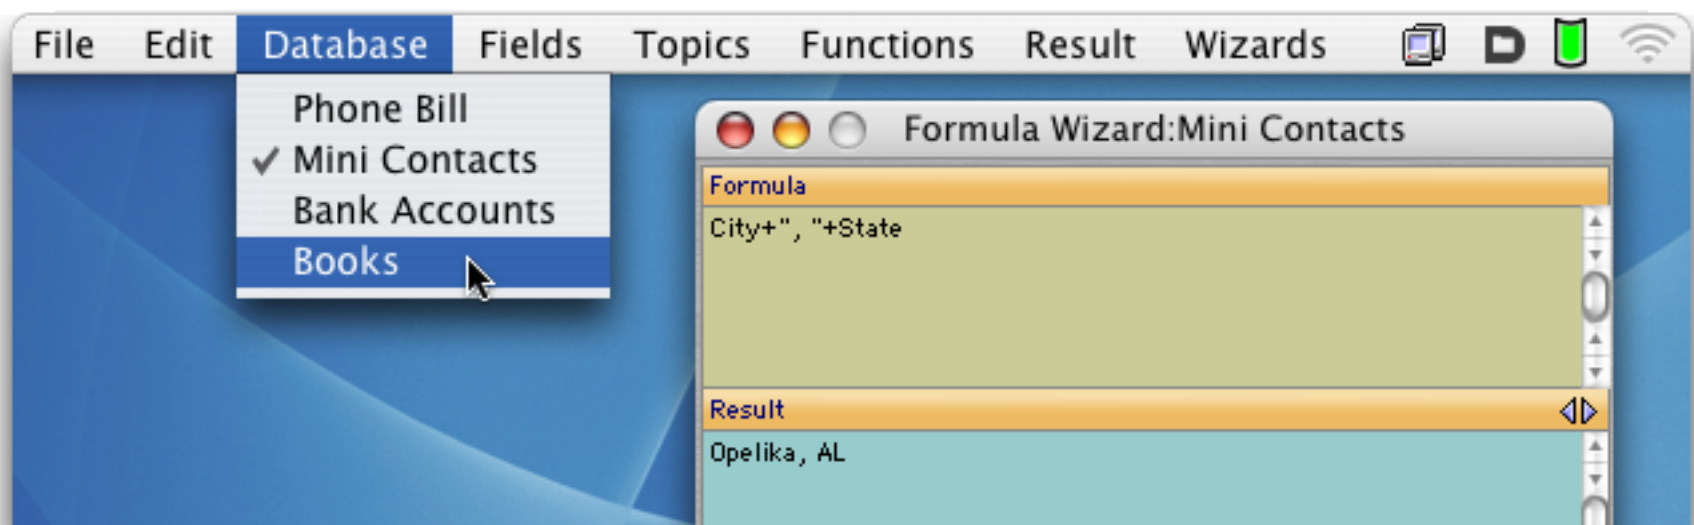 File Edit Database Fields Topics Functions Result Wizards
Phone Bill
✓ Mini Contacts
Bank Accounts
Books
Formula Wizard:Mini Contacts
Formula
City+", "+State
Result
Opelika, AL